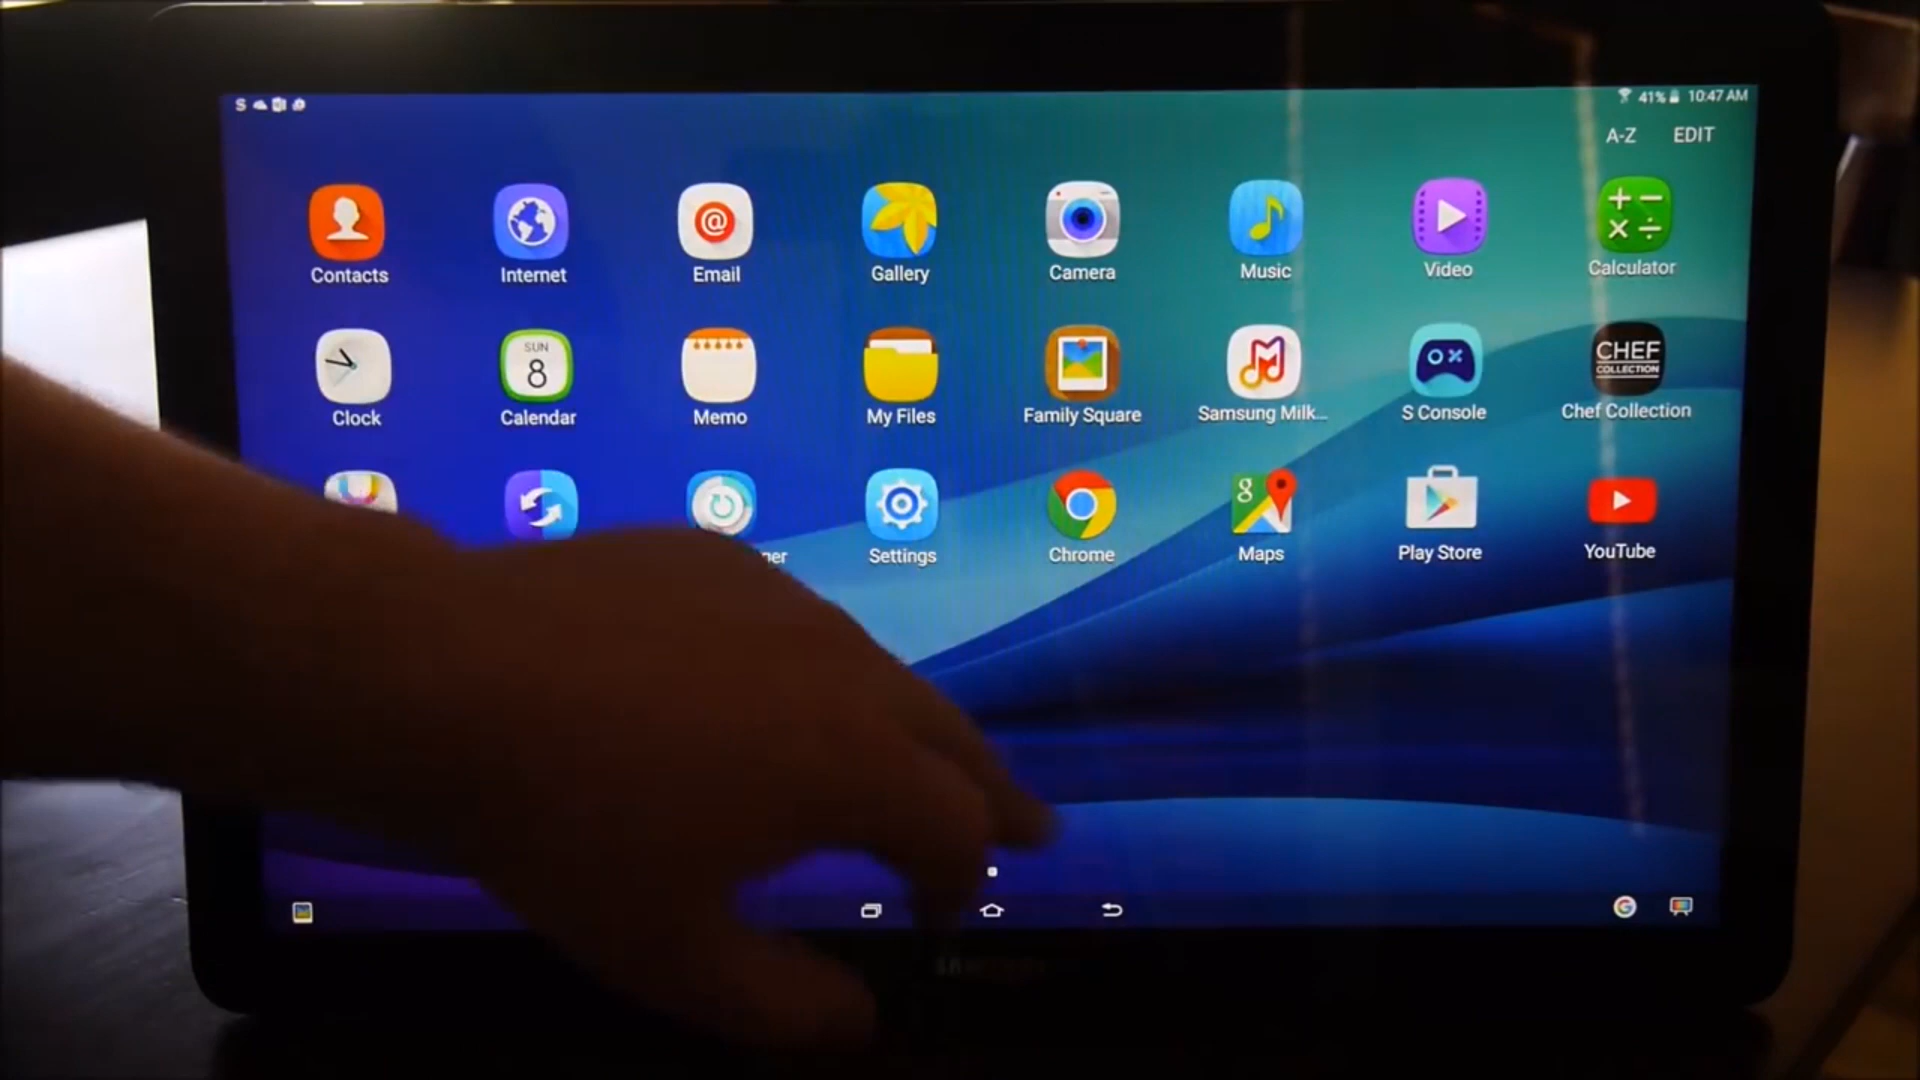 S 41% 10:47 AM
A-Z EDIT
Contacts Internet Email Gallery Camera Music Video Calculator
SUN
8
CHEF
COLLECTION
Clock Calendar Memo My Files Family Square Samsung Milk... S Console Chef Collection
g
Settings Chrome Maps Play Store YouTube
G